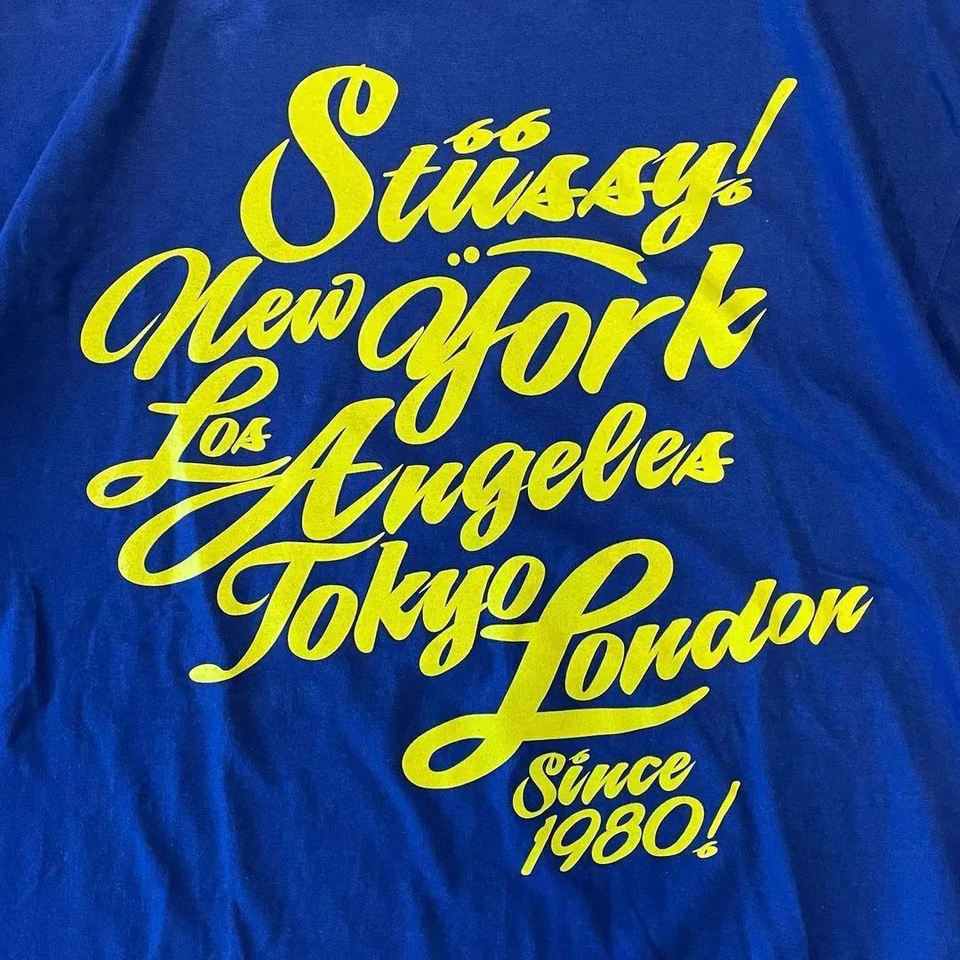 Stüssy!
New York
Los Angeles
Tokyo London
Since
1980!